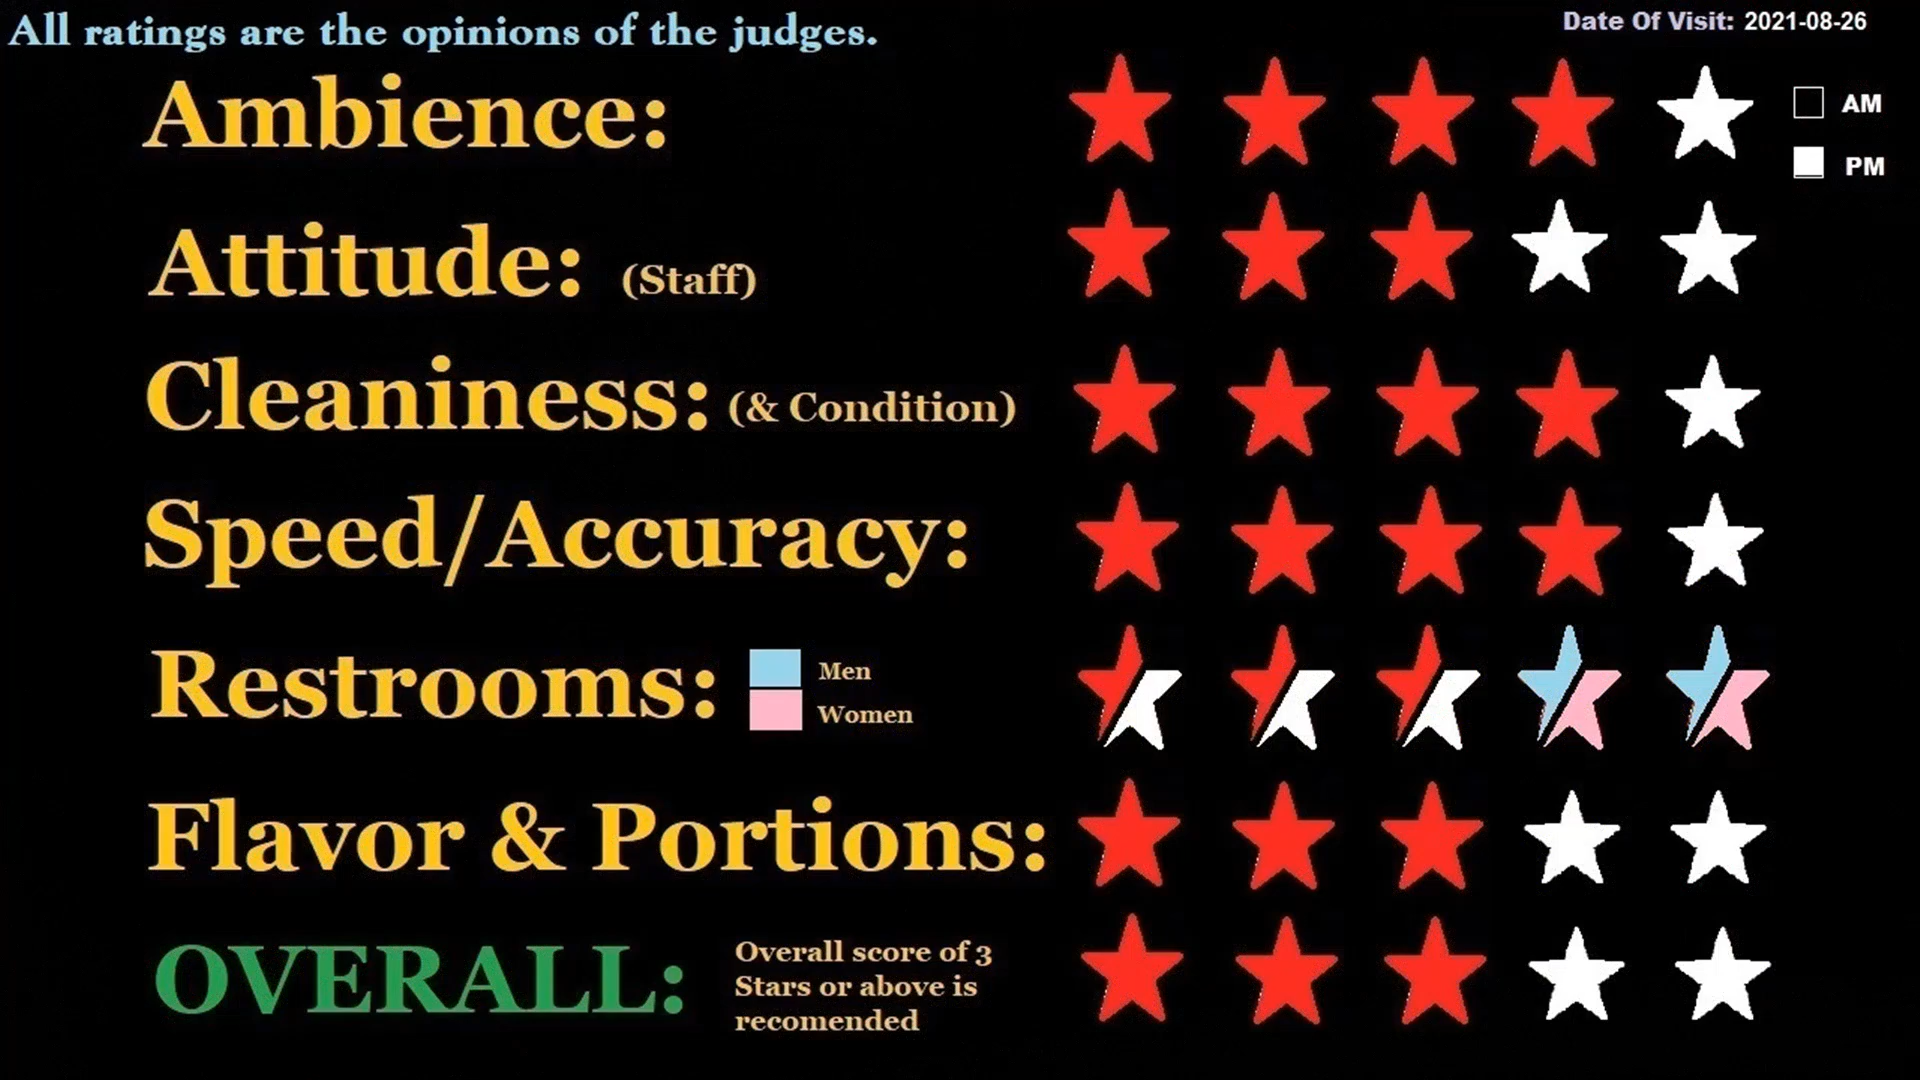 All ratings are the opinions of the judges.
Date Of Visit: 2021-08-26
Ambience:
AM
PM
Attitude: (Staff)
Cleaniness: (& Condition)
Speed/Accuracy:
Restrooms:
Men
Women
Flavor & Portions:
OVERALL:
Overall score of 3
Stars or above is
recomended